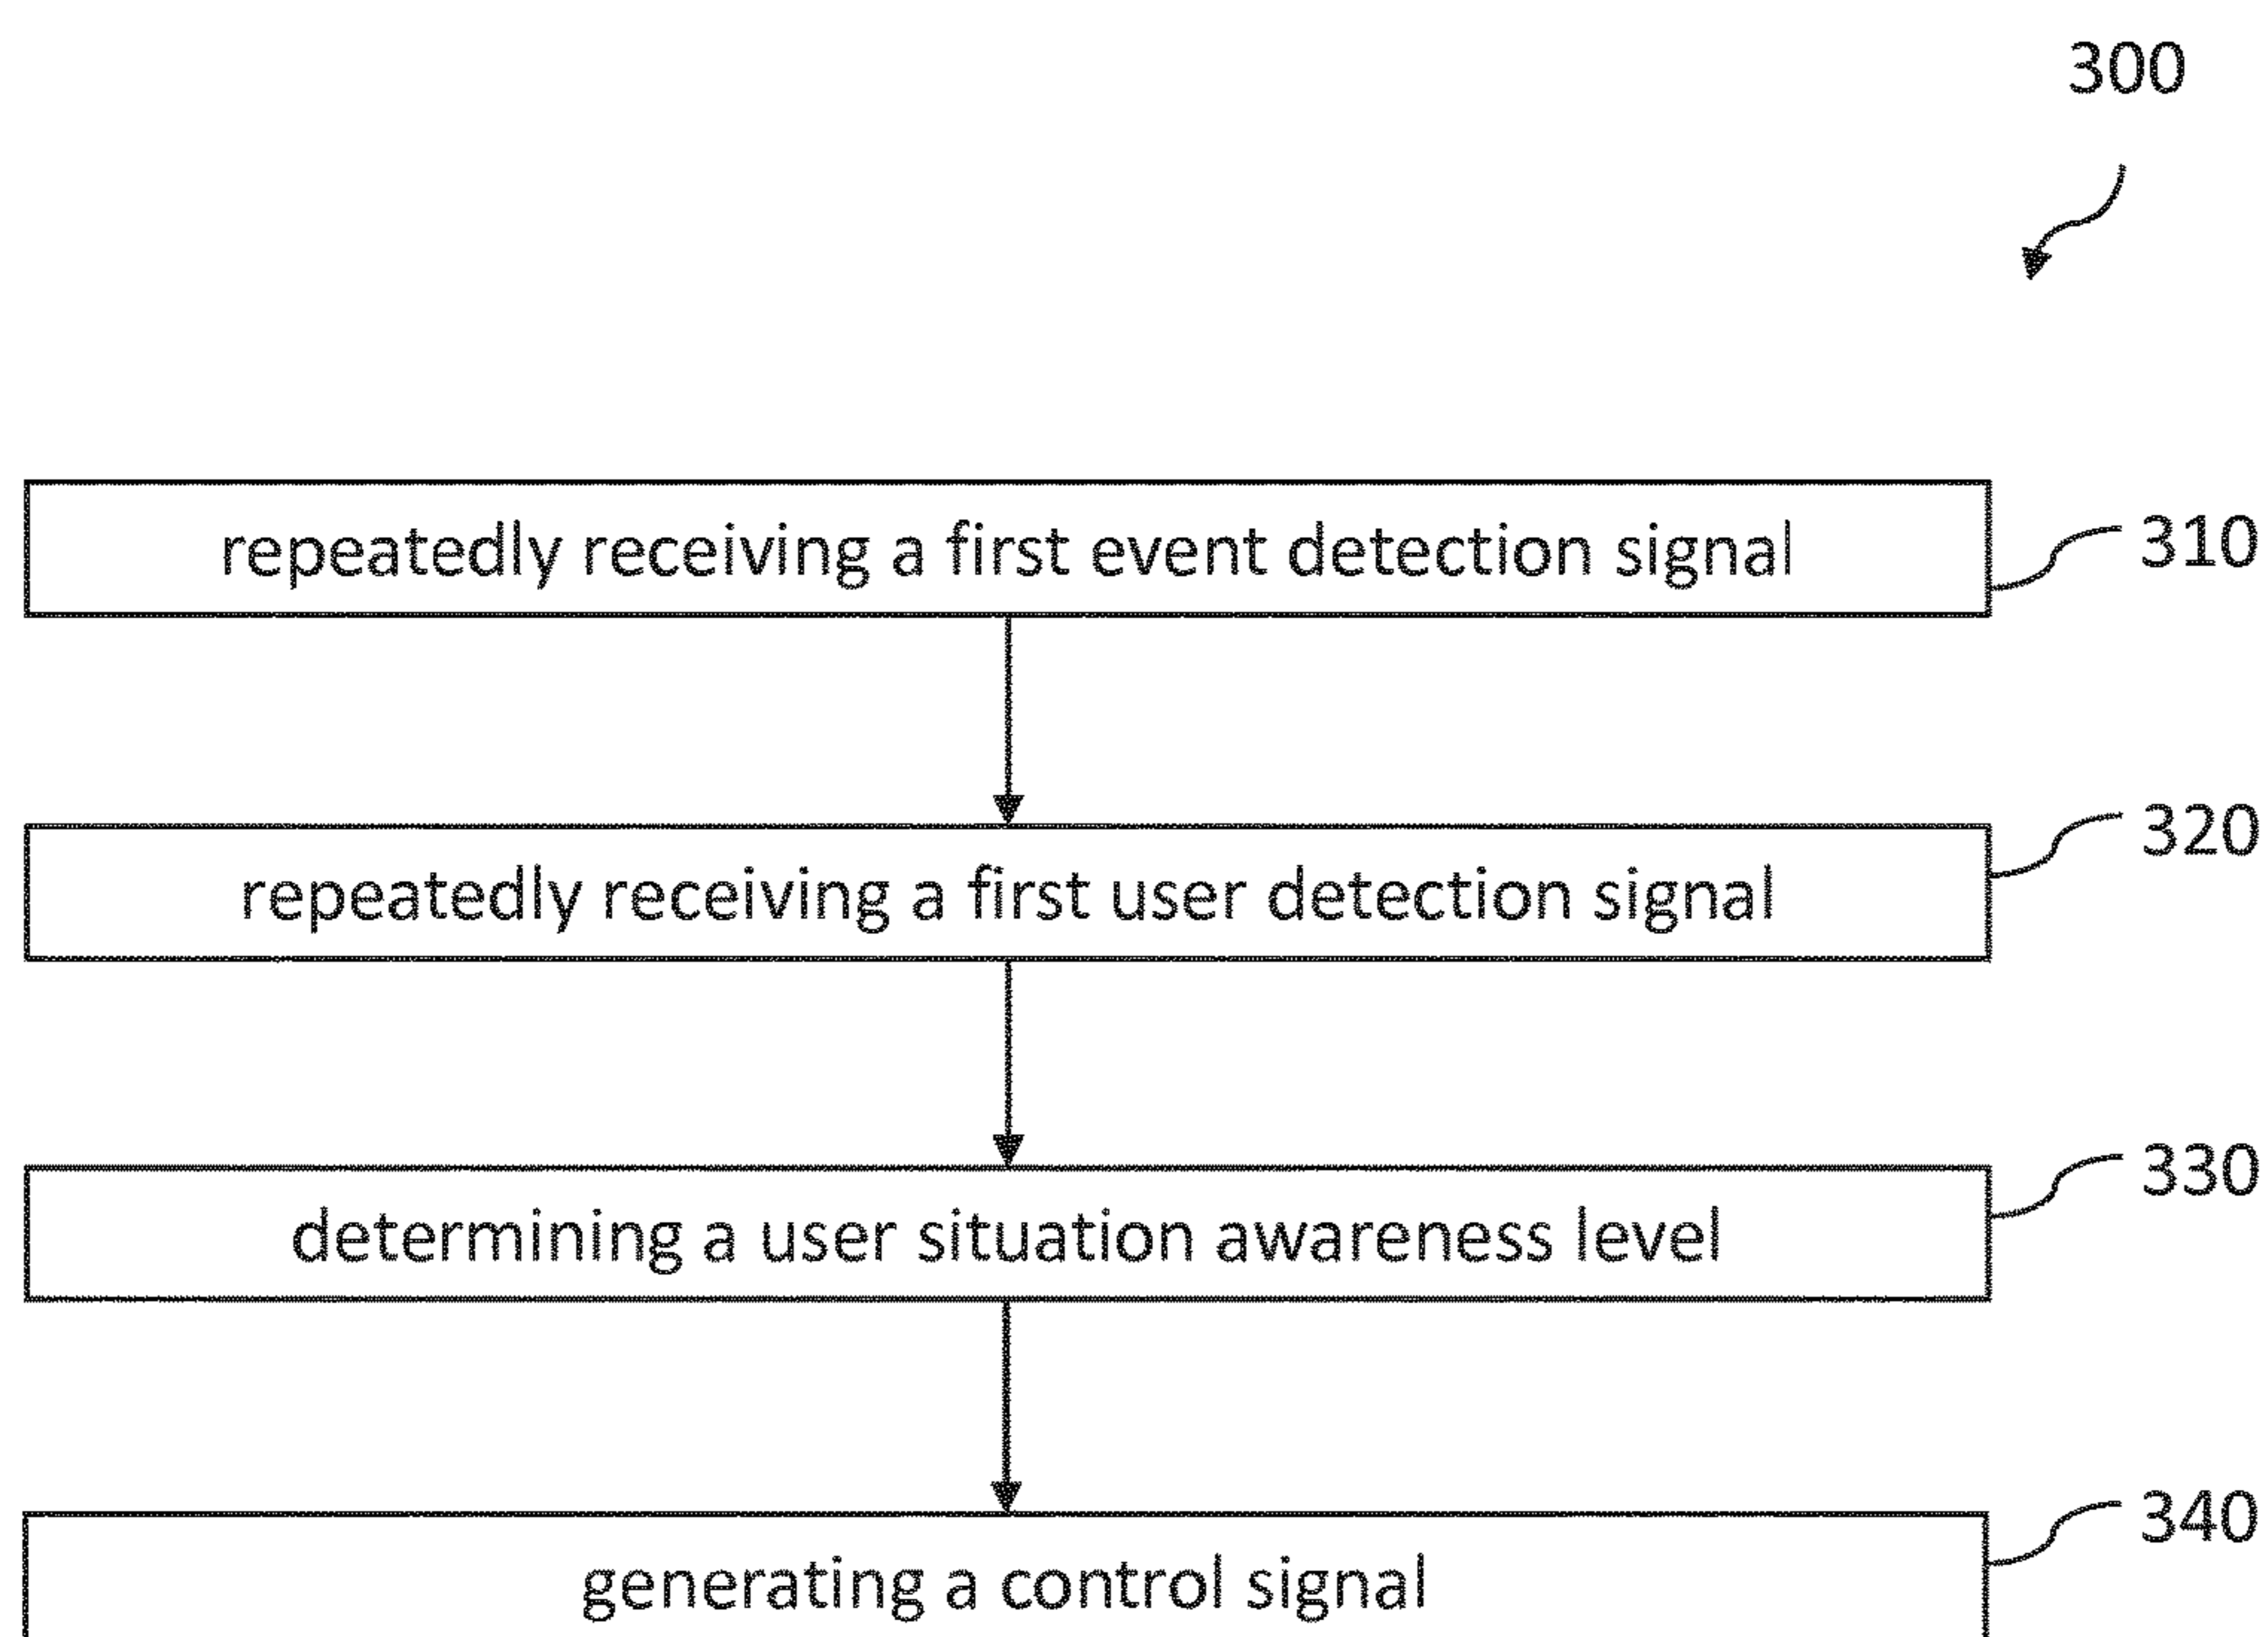 300
repeatedly receiving a first event detection signal
310
repeatedly receiving a first user detection signal
320
determining a user situation awareness level
330
generating a control signal
340